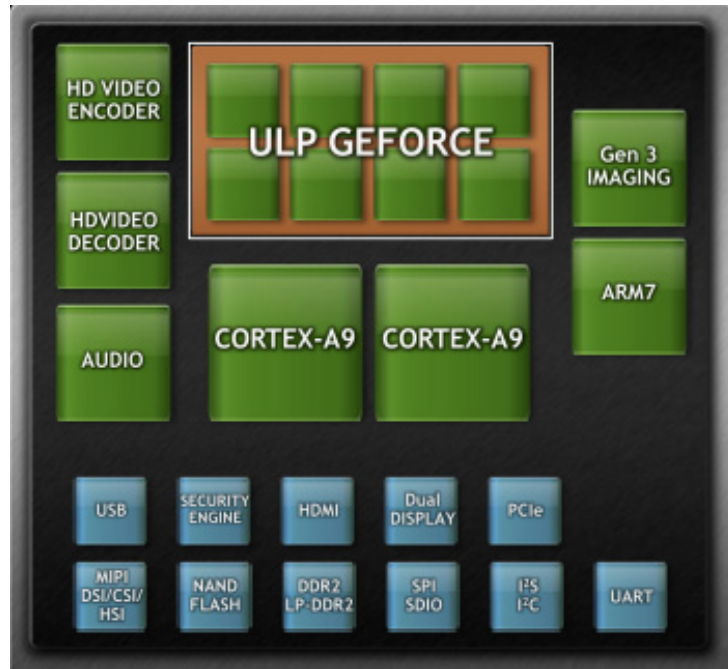 HD VIDEO
ENCODER
ULP GEFORCE
Gen 3
IMAGING
HDVIDEO
DECODER
ARM7
CORTEX-A9
CORTEX-A9
AUDIO
USB
SECURITY
ENGINE
HDMI
Dual
DISPLAY
PCIe
MIPI
DSI/CSI/
HSI
NAND
FLASH
DDR2
LP-DDR2
SPI
SDIO
I²S
I²C
UART